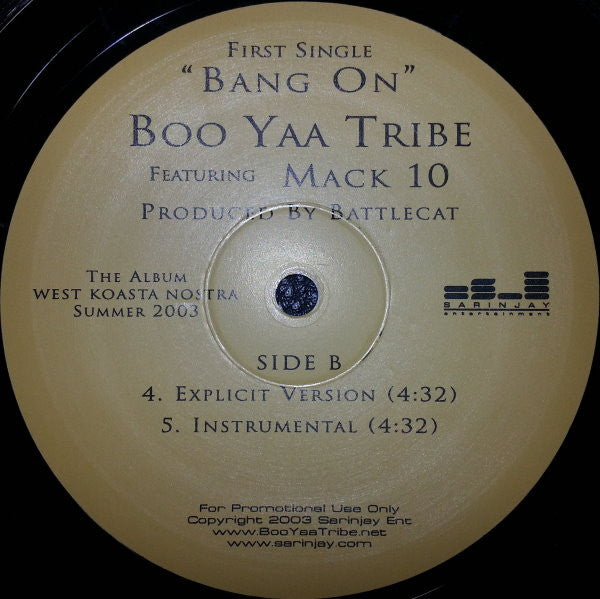 First Single
"Bang On"
Boo Yaa Tribe
Featuring Mack 10
Produced By Battlecat
The Album
West Koasta Nostra
Summer 2003
SARINJAY
entertainment
SIDE B
4. Explicit Version (4:32)
5. Instrumental (4:32)
For Promotional Use Only
Copyright 2003 Sarinjay Ent
www.BooYaaTribe.net
www.sarinjay.com